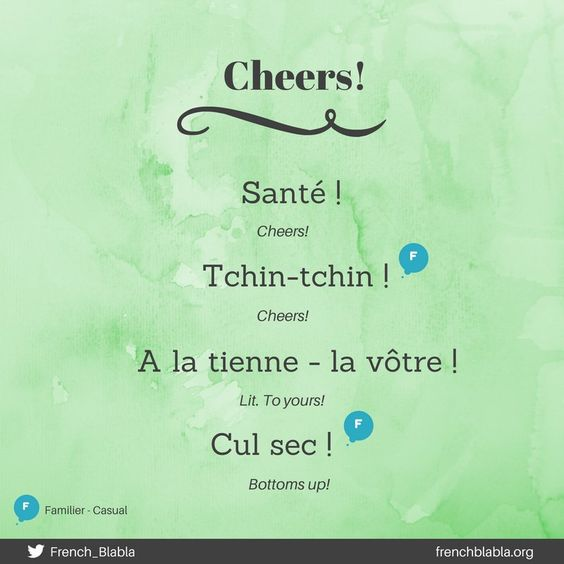 Cheers!
Santé !
Cheers!
Tchin-tchin !
F
Cheers!
A la tienne - la vôtre !
Lit. To yours!
Cul sec !
F
Bottoms up!
F
Familier - Casual
French_Blabla
frenchblabla.org